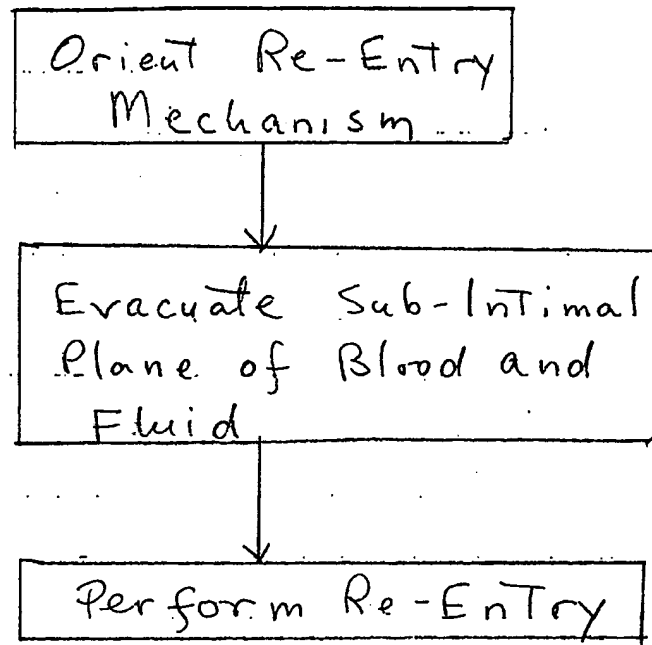 Orient Re-Entry
Mechanism
Evacuate Sub-Intimal
Plane of Blood and
Fluid
Perform Re-Entry